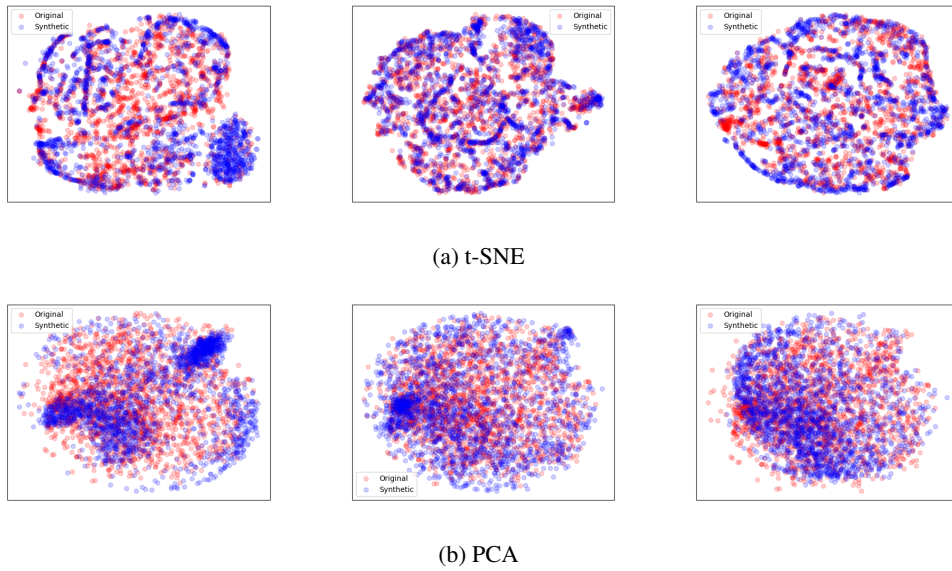 Original
Synthetic
Original
Synthetic
Original
Synthetic
(a) t-SNE
Original
Synthetic
Original
Synthetic
Original
Synthetic
(b) PCA